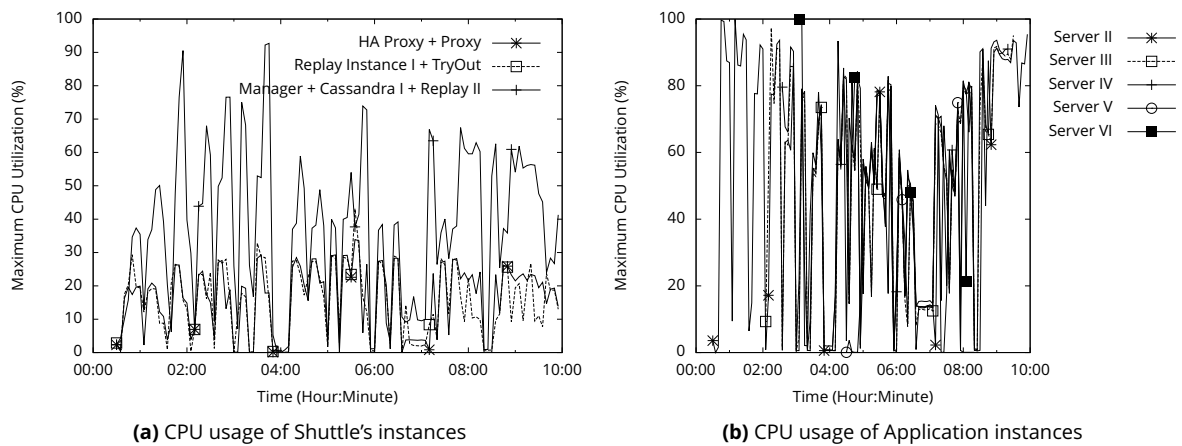 100
90
80
70
60
50
40
30
20
10
0
Maximum CPU Utilization (%)
HA Proxy + Proxy
Replay Instance I + TryOut
Manager + Cassandra I + Replay II
00:00 02:00 04:00 06:00 08:00 10:00
Time (Hour:Minute)
(a) CPU usage of Shuttle's instances
100
80
60
40
20
0
Maximum CPU Utilization (%)
00:00 02:00 04:00 06:00 08:00 10:00
Time (Hour:Minute)
Server II
Server III
Server IV
Server V
Server VI
(b) CPU usage of Application instances